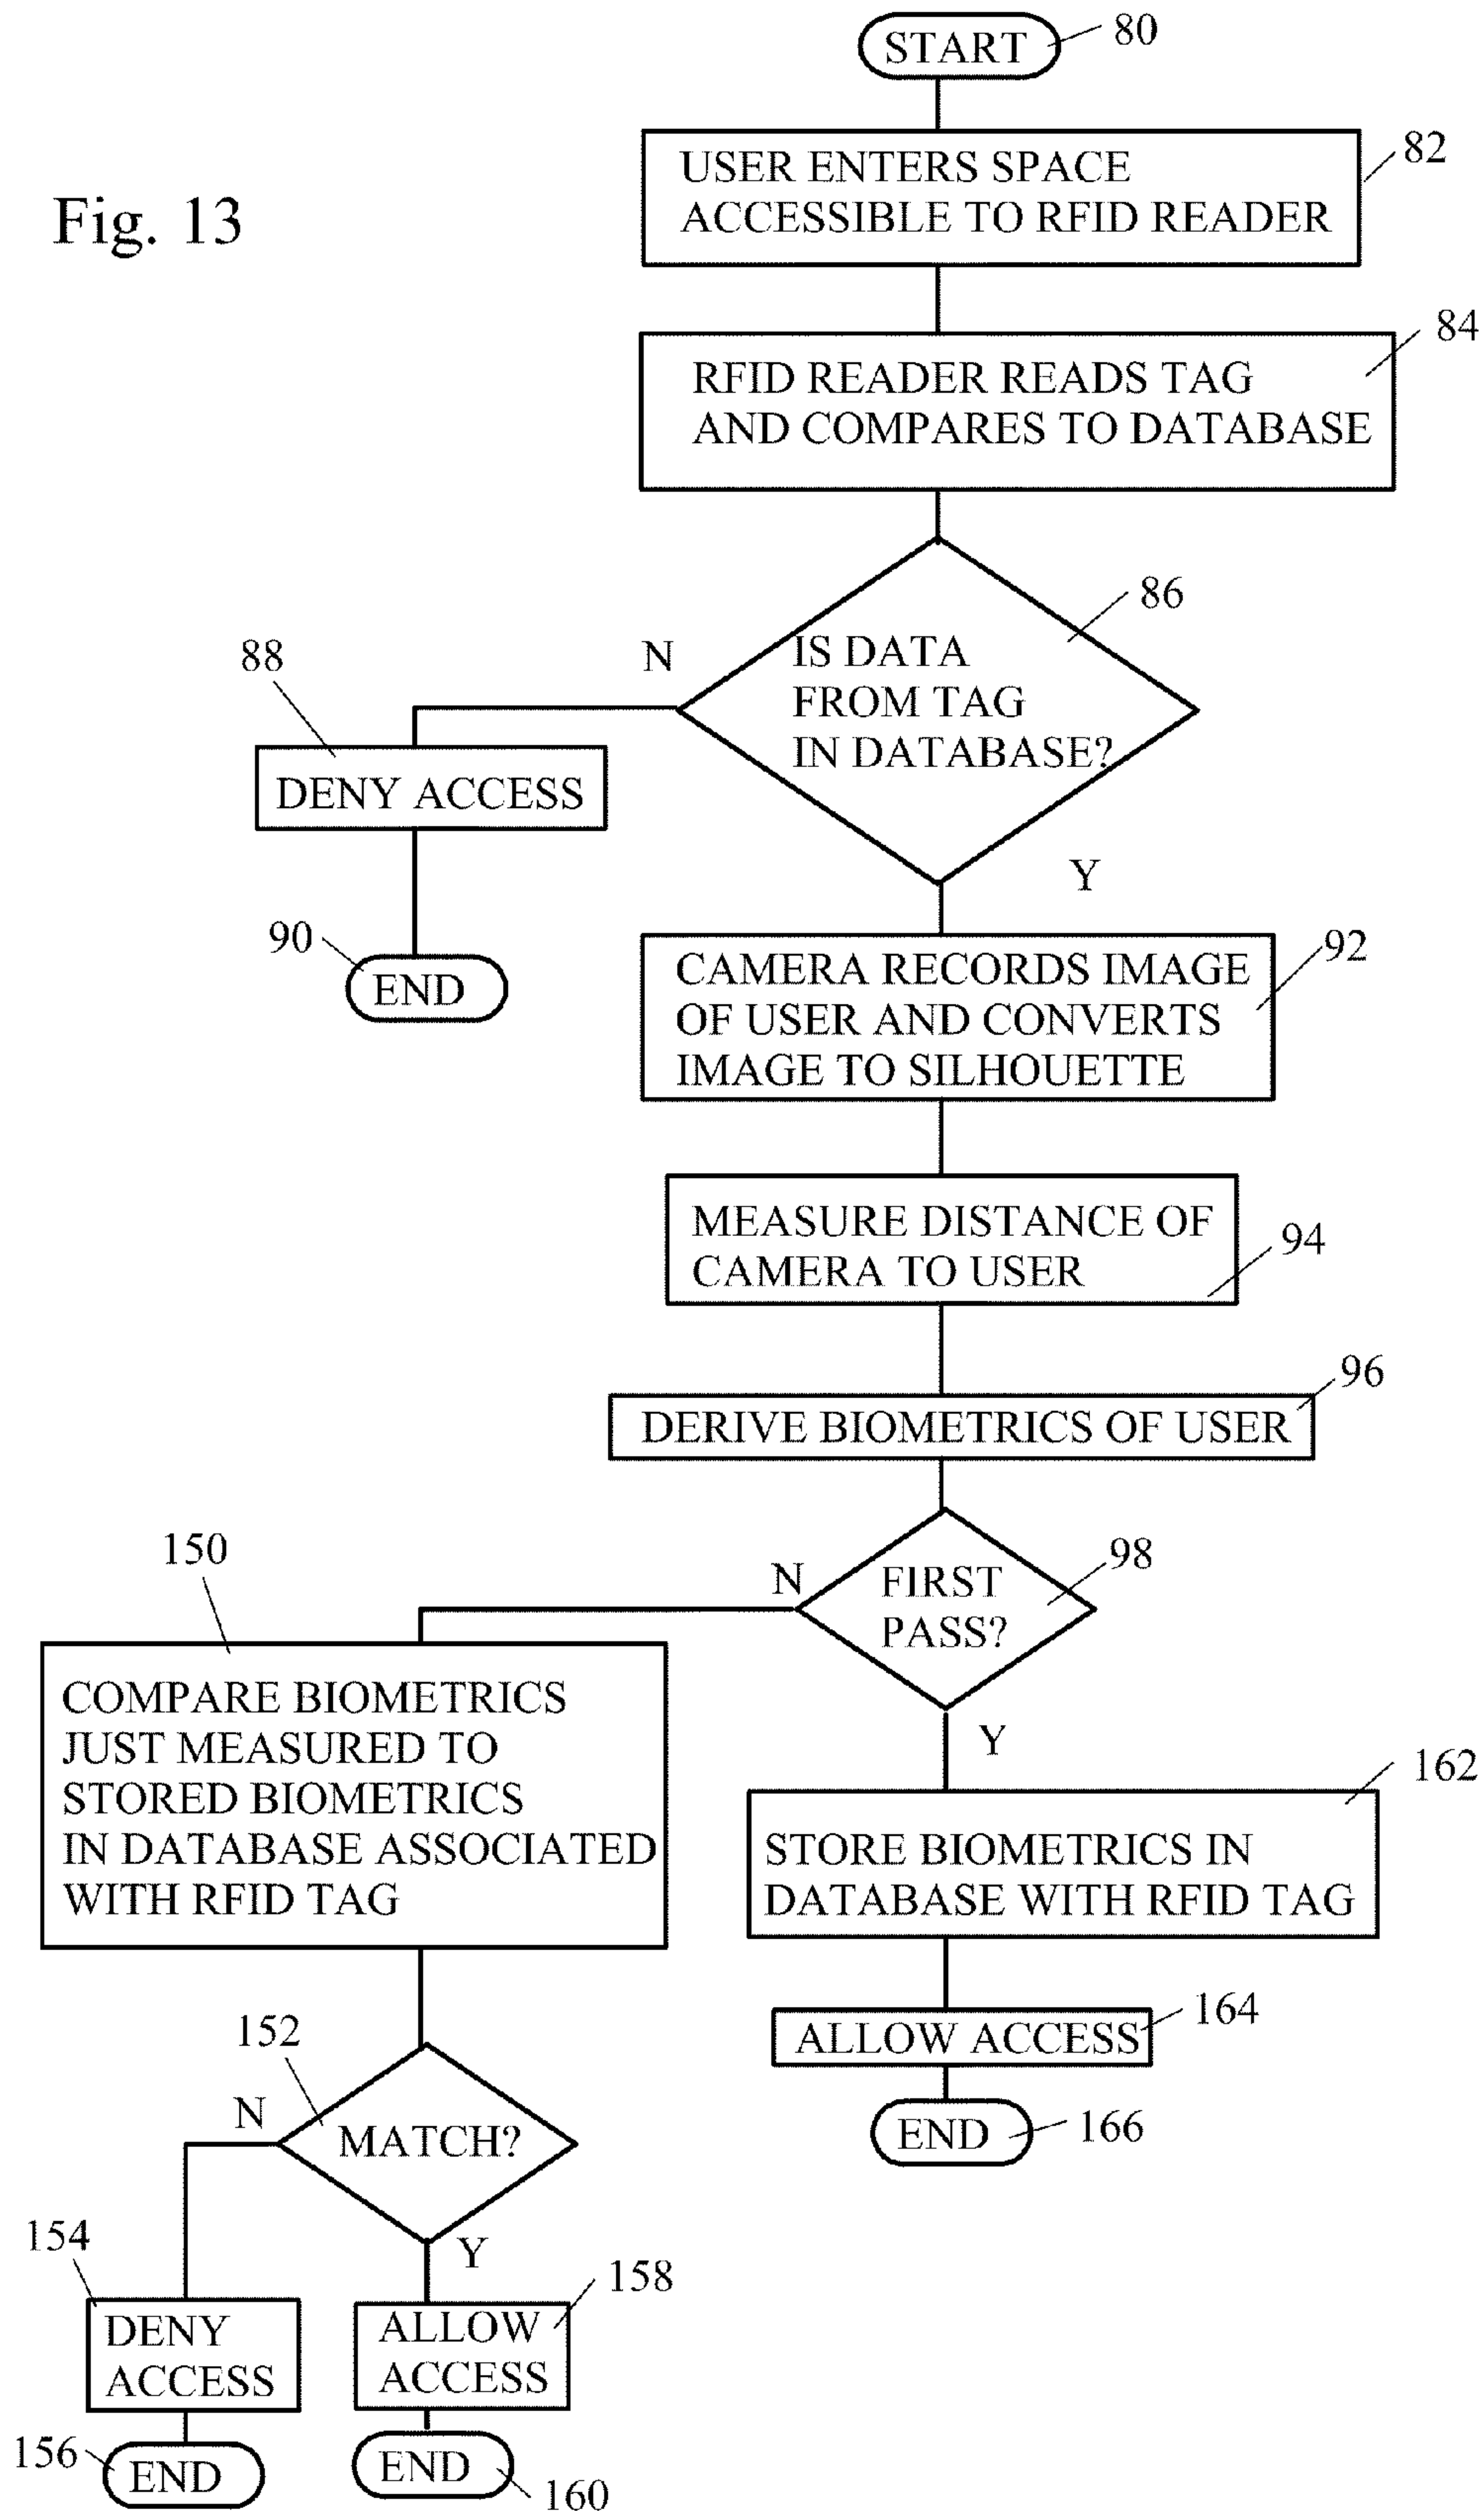 START
80
Fig. 13
USER ENTERS SPACE
ACCESSIBLE TO RFID READER
82
RFID READER READS TAG
AND COMPARES TO DATABASE
84
IS DATA
FROM TAG
IN DATABASE?
86
N
88
DENY ACCESS
90
END
Y
CAMERA RECORDS IMAGE
OF USER AND CONVERTS
IMAGE TO SILHOUETTE
92
MEASURE DISTANCE OF
CAMERA TO USER
94
DERIVE BIOMETRICS OF USER
96
FIRST
PASS?
98
N
150
COMPARE BIOMETRICS
JUST MEASURED TO
STORED BIOMETRICS
IN DATABASE ASSOCIATED
WITH RFID TAG
Y
162
STORE BIOMETRICS IN
DATABASE WITH RFID TAG
ALLOW ACCESS
164
END
166
152
MATCH?
N
Y
154
DENY
ACCESS
156
END
158
ALLOW
ACCESS
END
160